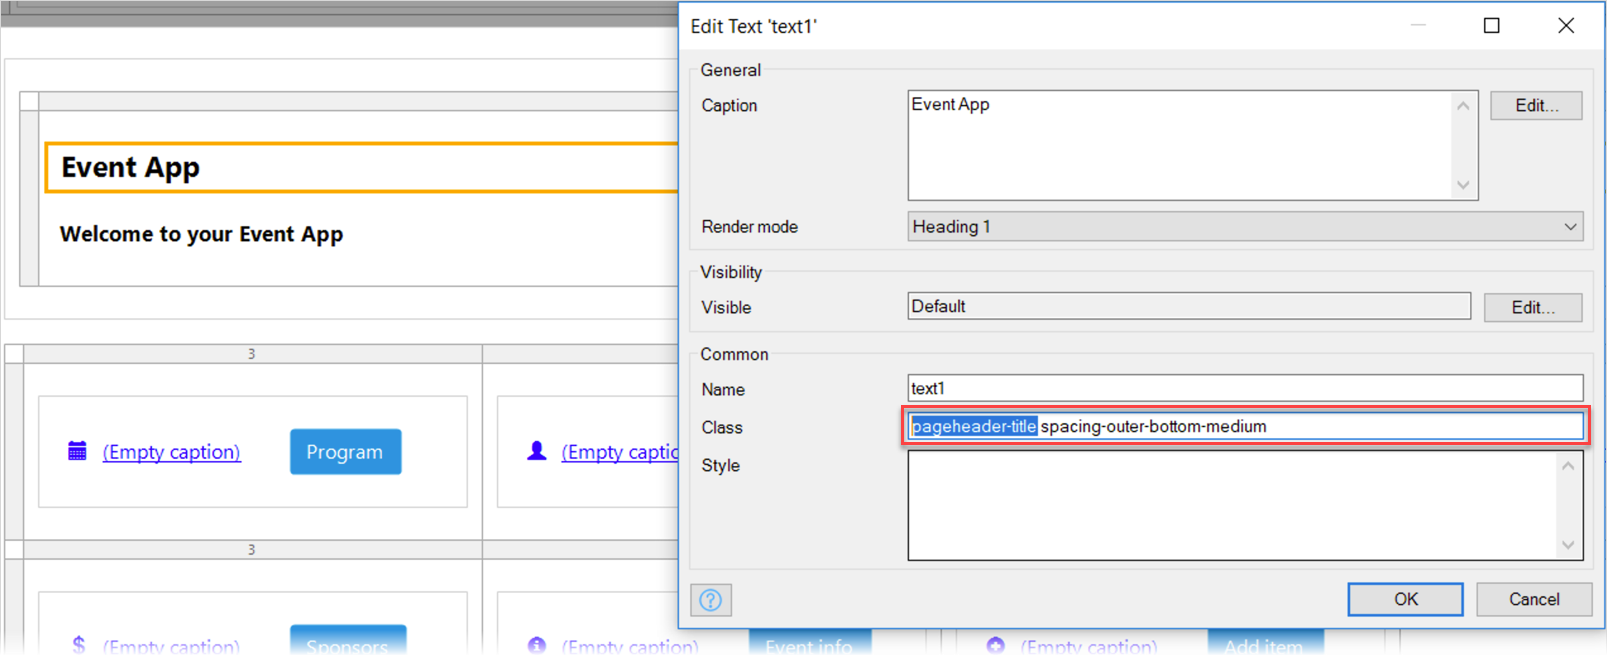 Edit Text 'text1'
General
Caption
Event App
Edit...
Render mode
Heading 1
Visibility
Visible
Default
Edit...
Common
Name
text1
Class
pageheader-title spacing-outer-bottom-medium
Style
?
OK
Cancel
Event App
Welcome to your Event App
3
(Empty caption)
Program
(Empty captio
3
$
(Empty caption)
Sponsors
(Empty caption)
Event info
(Empty caption)
Add item